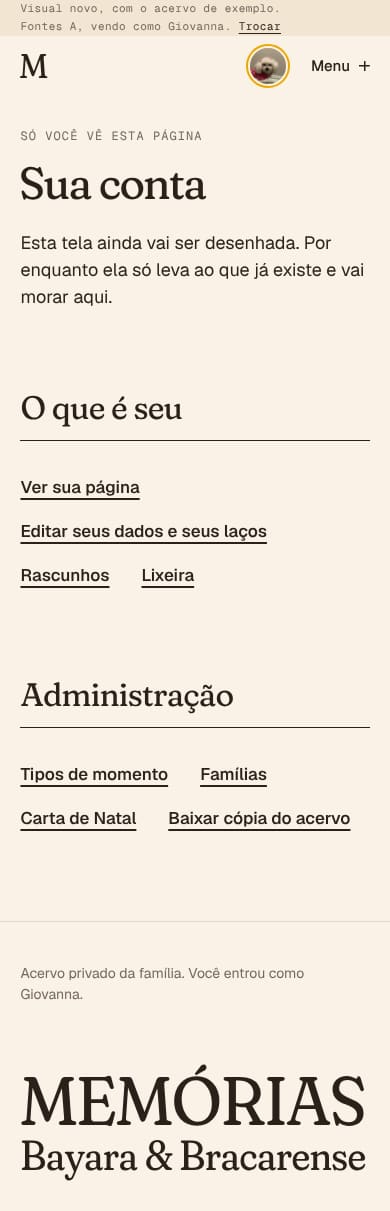 Visual novo, com o acervo de exemplo.
Fontes A, vendo como Giovanna. Trocar
M
Menu +
SÓ VOCÊ VÊ ESTA PÁGINA
Sua conta
Esta tela ainda vai ser desenhada. Por
enquanto ela só leva ao que já existe e vai
morar aqui.
O que é seu
Ver sua página
Editar seus dados e seus laços
Rascunhos Lixeira
Administração
Tipos de momento Famílias
Carta de Natal Baixar cópia do acervo
Acervo privado da família. Você entrou como
Giovanna.
MEMÓRIAS
Bayara & Bracarense